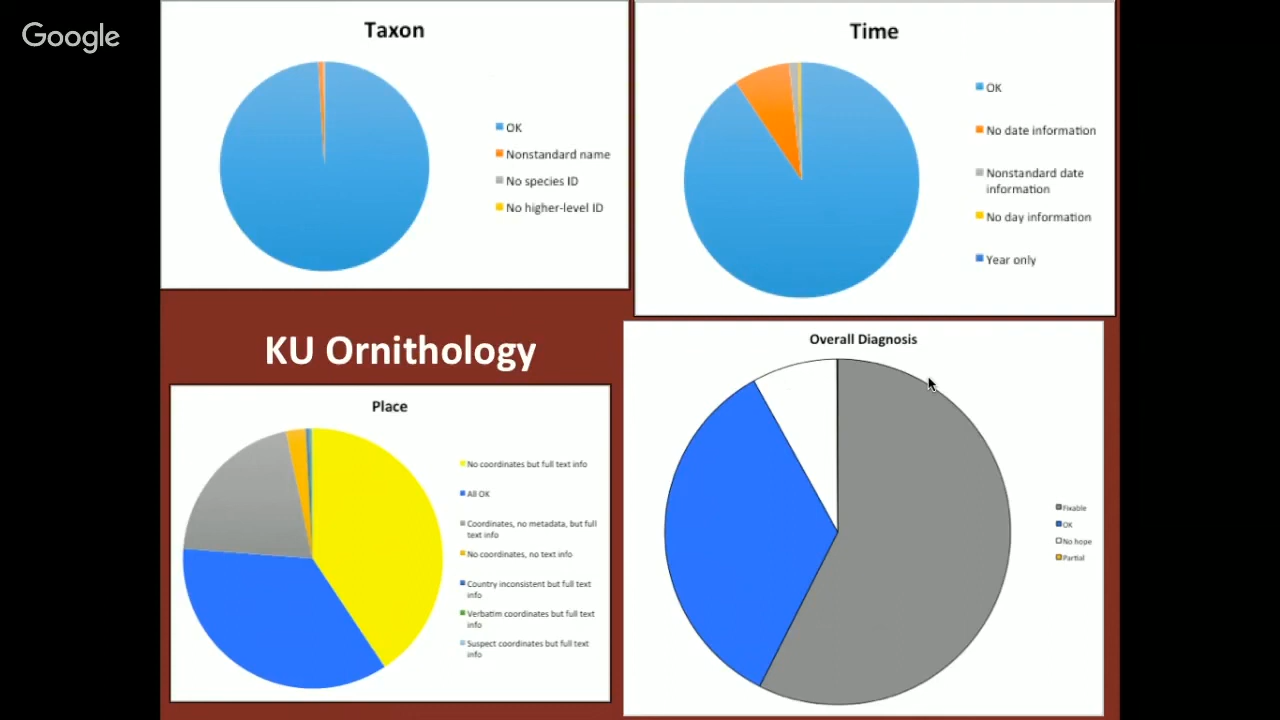 Google
Taxon
OK
Nonstandard name
No species ID
No higher-level ID
Time
OK
No date information
Nonstandard date
information
No day information
Year only
KU Ornithology
Place
No coordinates but full text info
All OK
Coordinates, no metadata, but full
text info
No coordinates, no text info
Country inconsistent but full text
info
Verbatim coordinates but full text
info
Suspect coordinates but full text
info
Overall Diagnosis
Fixable
OK
No hope
Partial